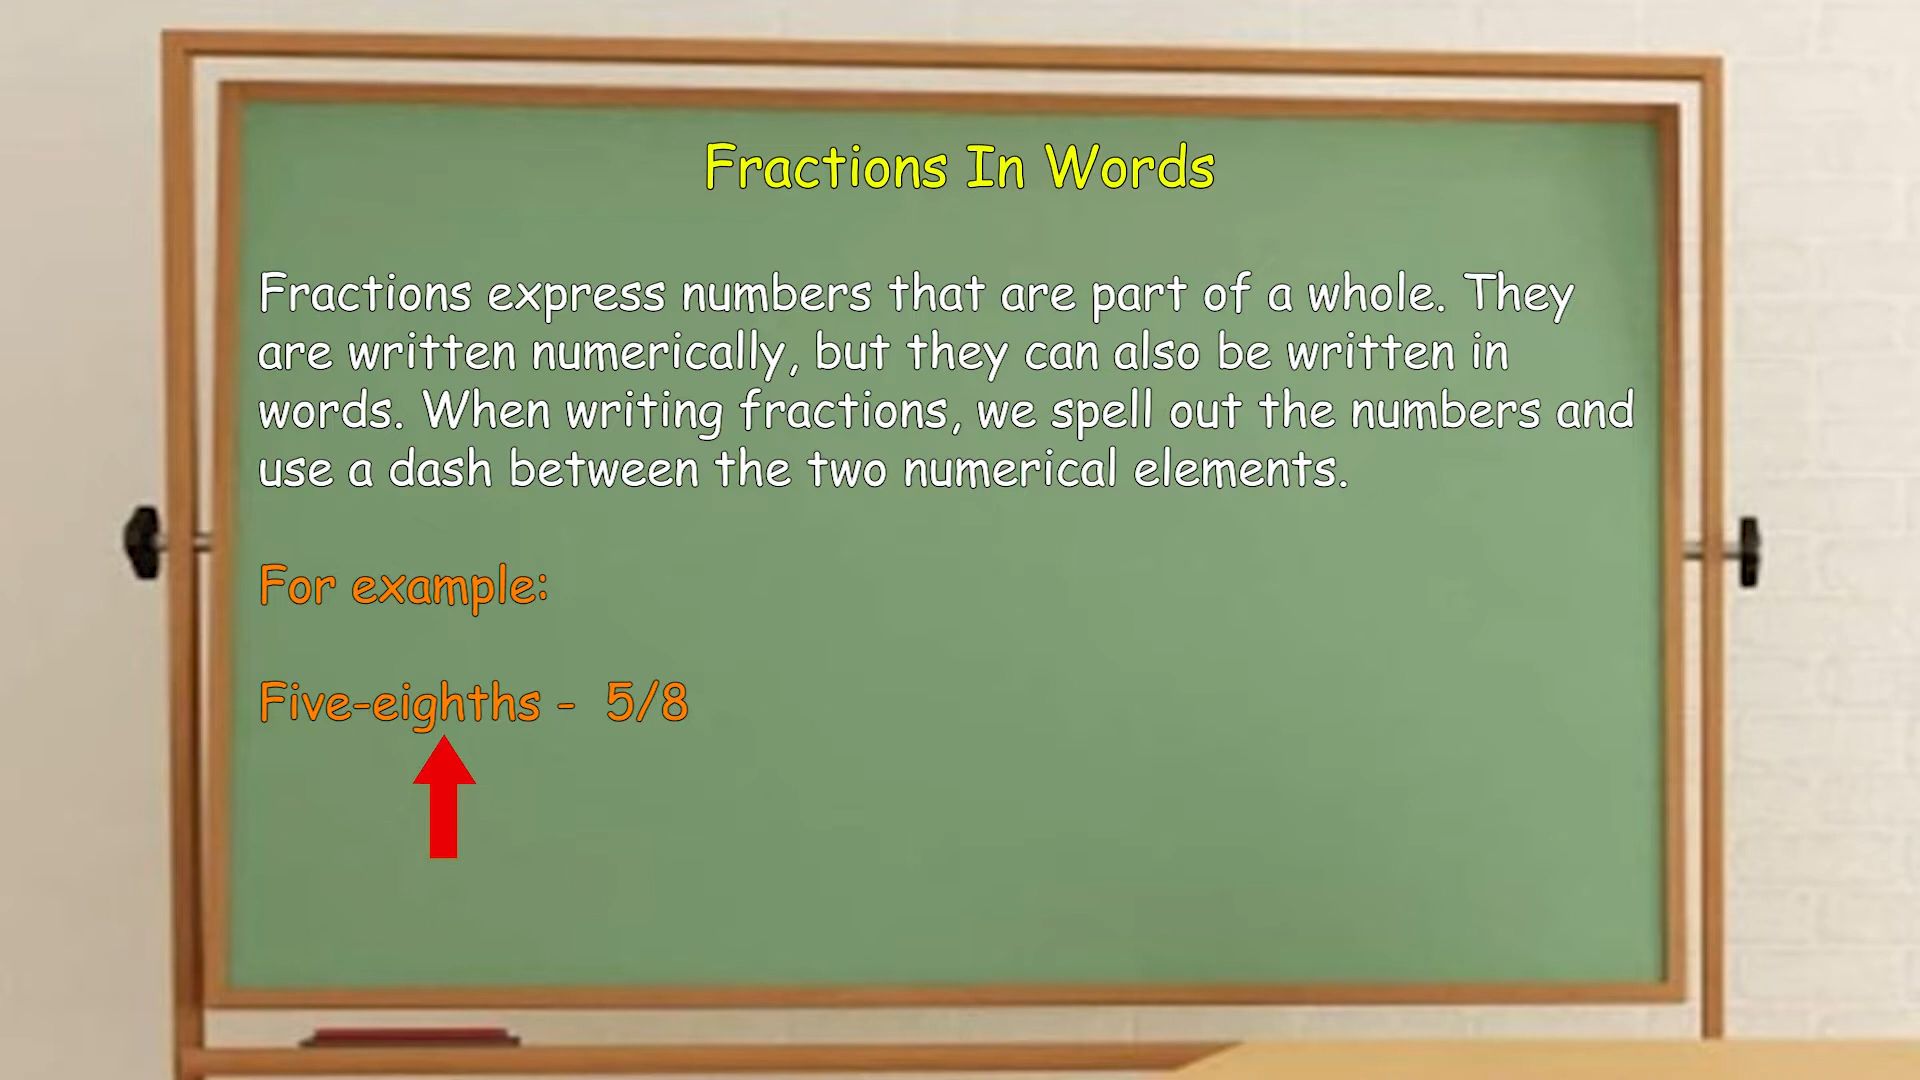 Fractions In Words
Fractions express numbers that are part of a whole. They
are written numerically, but they can also be written in
words. When writing fractions, we spell out the numbers and
use a dash between the two numerical elements.
For example:
Five-eighths -  5/8